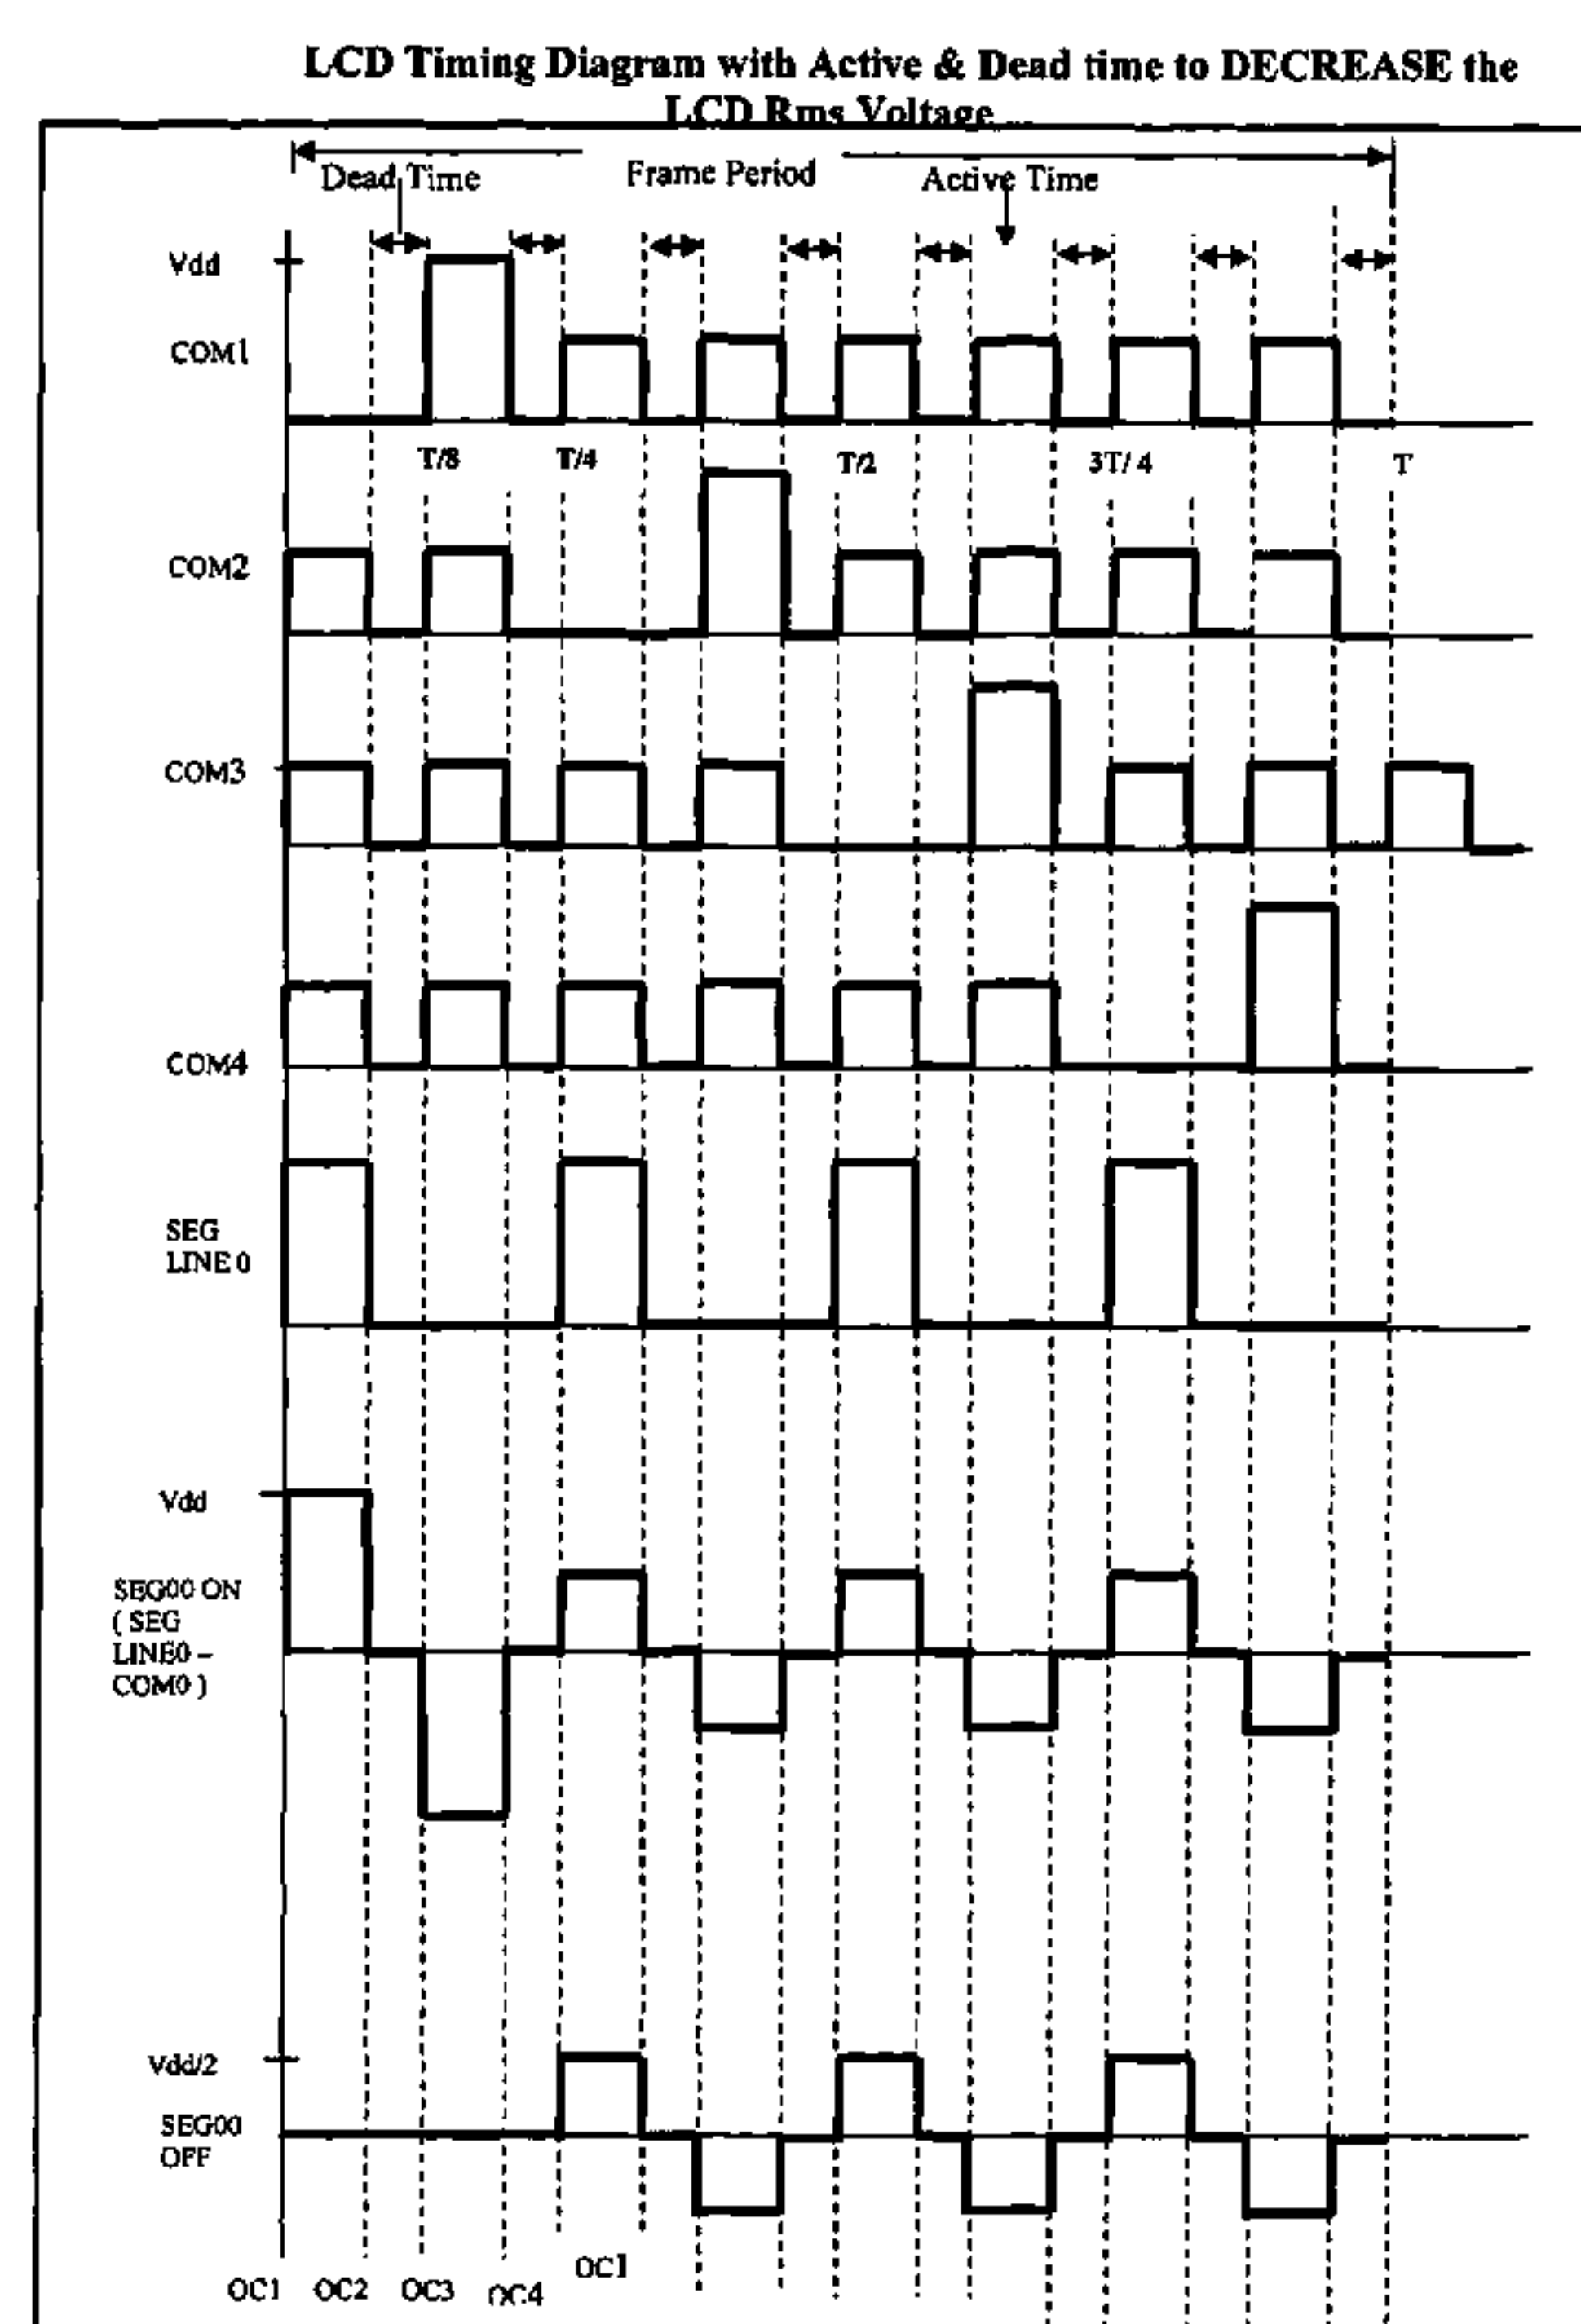 LCD Timing Diagram with Active & Dead time to DECREASE the
LCD Rms Voltage
Dead Time
Frame Period
Active Time
Vdd
COM1
T/8
T/4
T/2
3T/4
T
COM2
COM3
COM4
SEG
LINE 0
Vdd
SEG00 ON
( SEG
LINE0 –
COM0 )
Vdd/2
SEG00
OFF
OC1
OC2
OC3
OC4
OC1